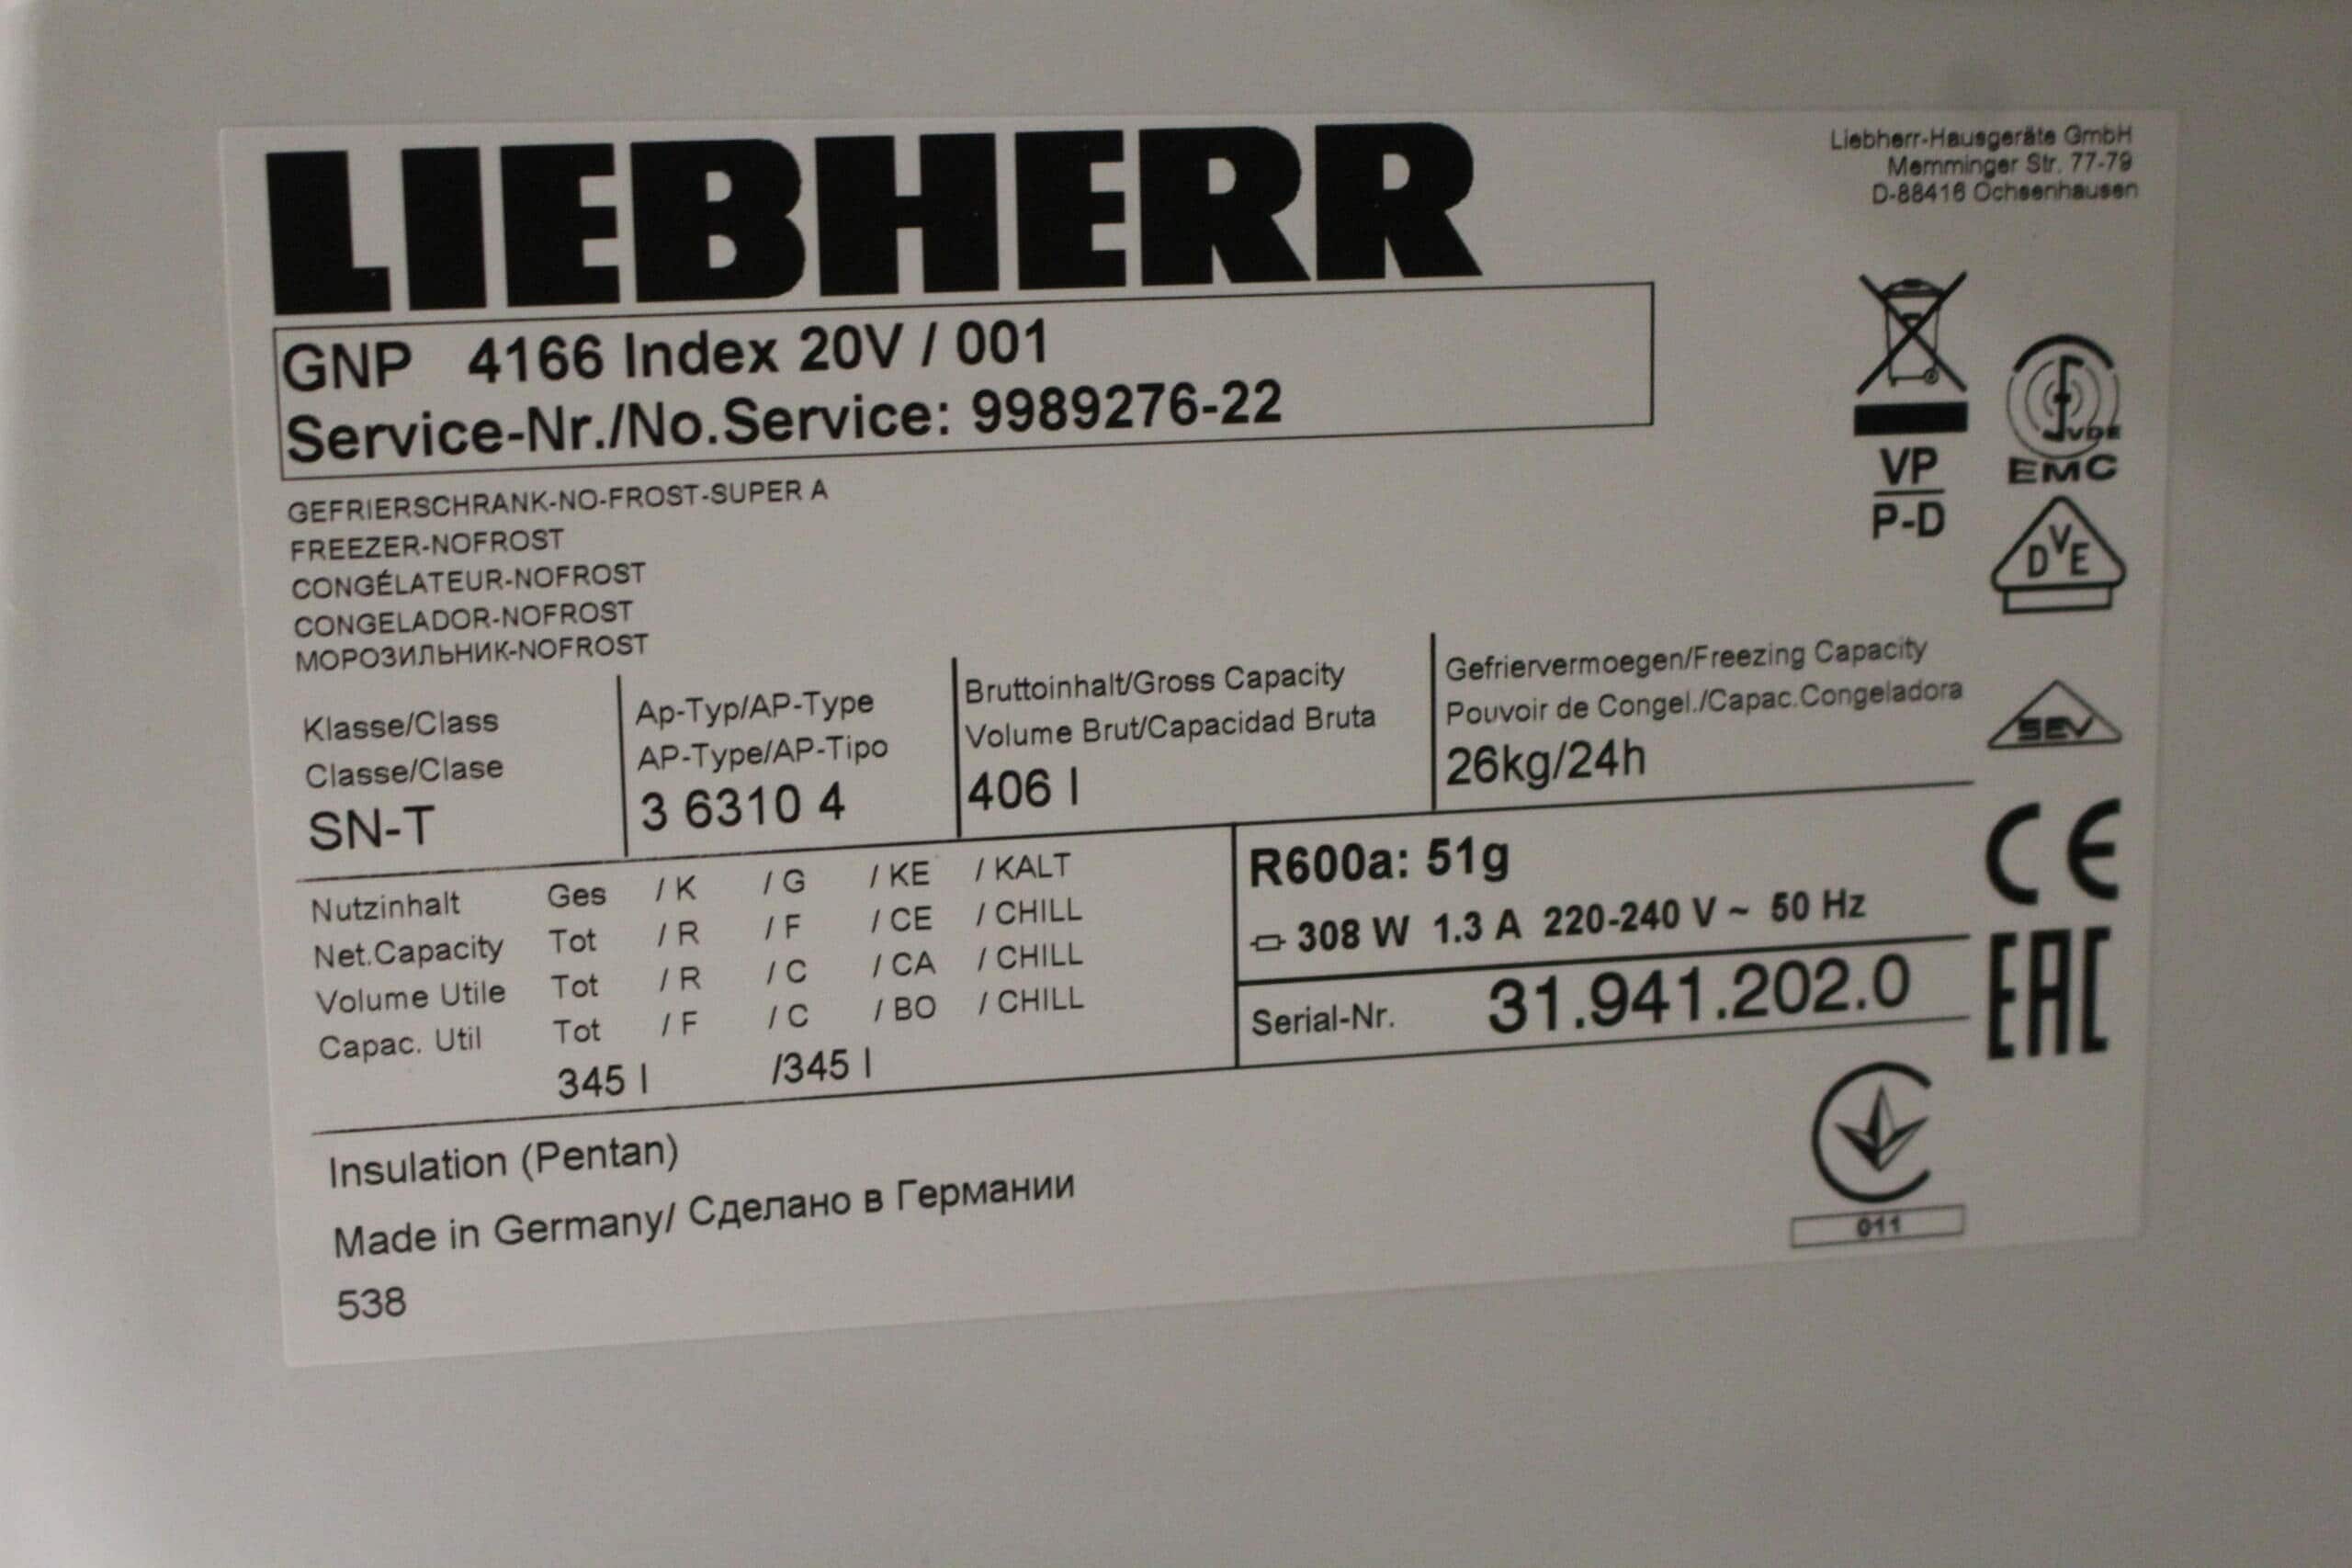 LIEBHERR
Liebherr-Hausgeräte GmbH
Memminger Str. 77-79
D-88416 Ochsenhausen
GNP 4166 Index 20V / 001
Service-Nr./No.Service: 9989276-22
VP
P-D
VDE
EMC
DVE
GEFRIERSCHRANK-NO-FROST-SUPER A
FREEZER-NOFROST
CONGÉLATEUR-NOFROST
CONGELADOR-NOFROST
МОРОЗИЛЬНИК-NOFROST
Klasse/Class
Classe/Clase
SN-T
Ap-Typ/AP-Type
AP-Type/AP-Tipo
3 6310 4
Bruttoinhalt/Gross Capacity
Volume Brut/Capacidad Bruta
406 l
Gefriervermoegen/Freezing Capacity
Pouvoir de Congel./Capac.Congeladora
26kg/24h
SEV
CE
EAC
Nutzinhalt Ges / K / G / KE / KALT
Net.Capacity Tot / R / F / CE / CHILL
Volume Utile Tot / R / C / CA / CHILL
Capac. Util Tot / F / C / BO / CHILL
345 l /345 l
R600a: 51g
308 W 1.3 A 220-240 V ~ 50 Hz
Serial-Nr. 31.941.202.0
Insulation (Pentan)
Made in Germany/ Сделано в Германии
538
011